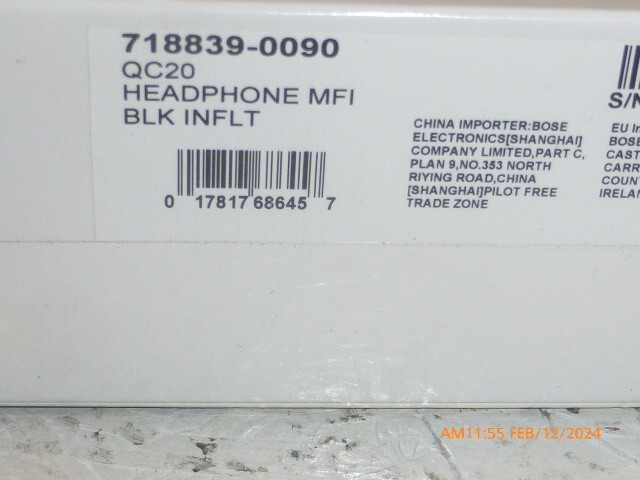 718839-0090
QC20
HEADPHONE MFI
BLK INFLT
0 17817 68645 7
CHINA IMPORTER:BOSE
ELECTRONICS[SHANGHAI]
COMPANY LIMITED,PART C,
PLAN 9,NO.353 NORTH
RIYING ROAD,CHINA
[SHANGHAI]PILOT FREE
TRADE ZONE
S/N
EU
BOSE
CAST
CARR
COUN
IRELAN
AM11:55 FEB/12/2024